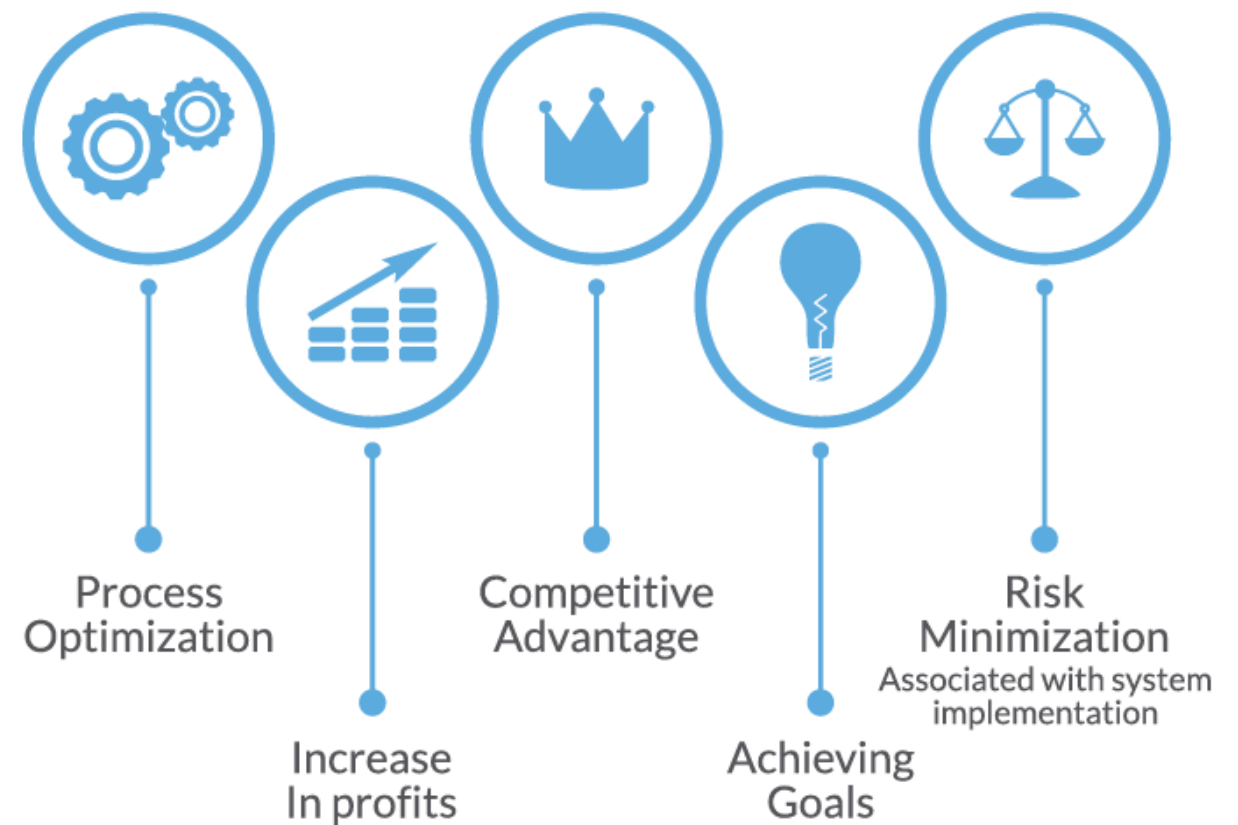 Process
Optimization
Increase
In profits
Competitive
Advantage
Achieving
Goals
Risk
Minimization
Associated with system
implementation